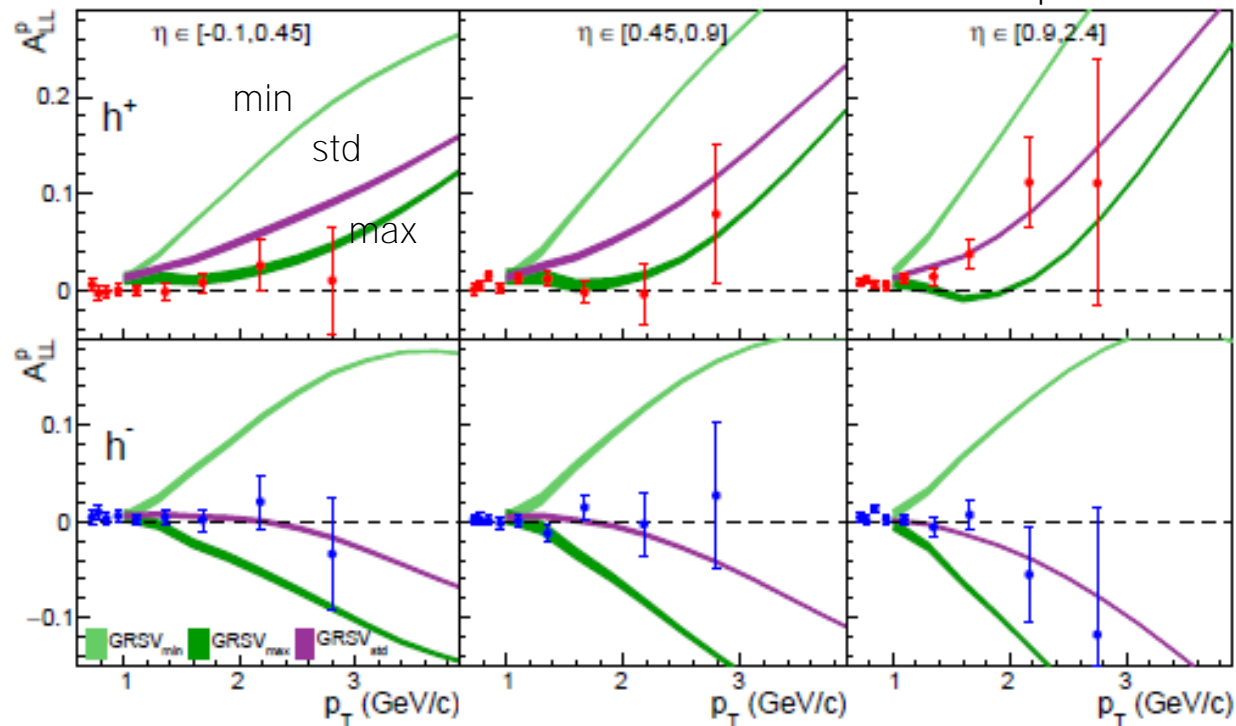 A_LL^p
η ∈ [-0.1,0.45]
η ∈ [0.45,0.9]
η ∈ [0.9,2.4]
0.2
h⁺
min
std
0.1
max
0
A_LL^p
0.1
h⁻
0
−0.1
GRSV_min GRSV_max GRSV_std
1 2 3 1 2 3 1 2 3
p_T (GeV/c) p_T (GeV/c) p_T (GeV/c)